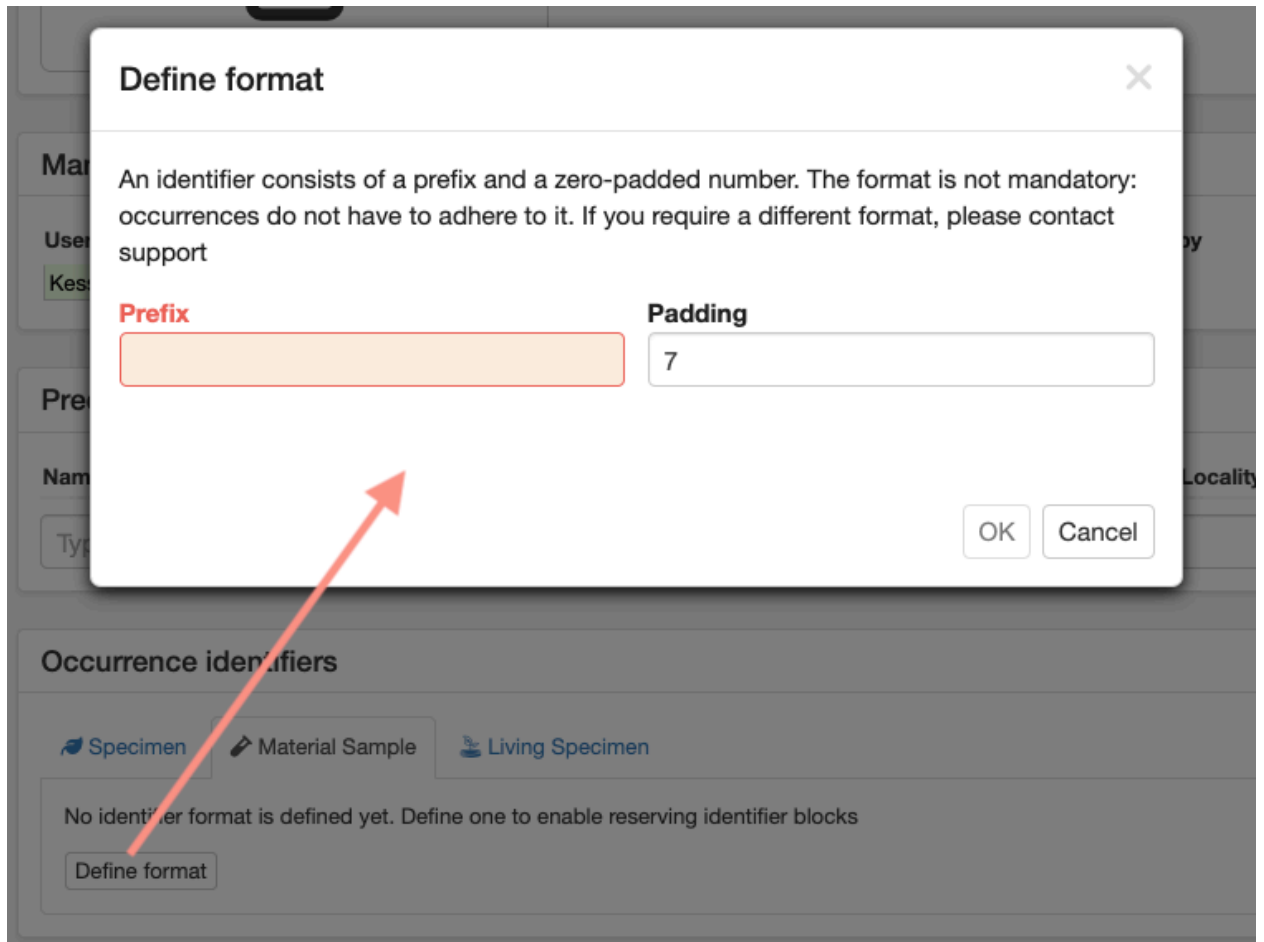 Define format
An identifier consists of a prefix and a zero-padded number. The format is not mandatory:
occurrences do not have to adhere to it. If you require a different format, please contact
support
Prefix
Padding
7
OK
Cancel
Occurrence identifiers
Specimen
Material Sample
Living Specimen
No identifier format is defined yet. Define one to enable reserving identifier blocks
Define format